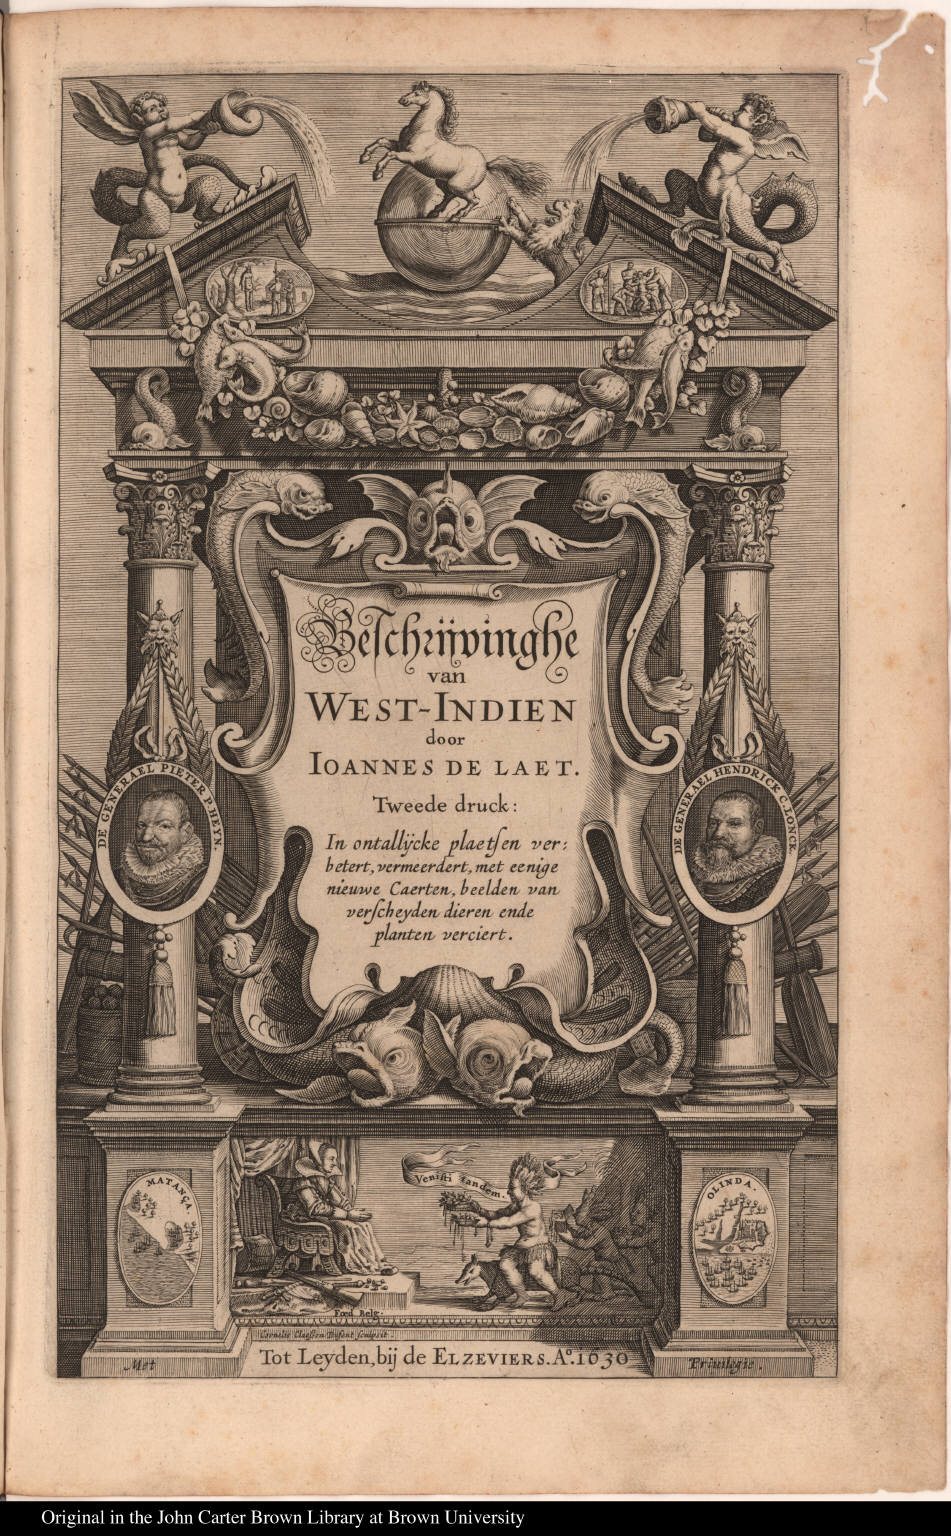 Beſchrijvinghe
van
WEST-INDIEN
door
IOANNES DE LAET.
Tweede druck:
In ontallijcke plaetſen ver:
betert, vermeerdert, met eenige
nieuwe Caerten, beelden van
verſcheyden dieren ende
planten verciert.
DE GENERAEL PIETER P. HEYN.
DE GENERAEL HENDRICK C. LONCK.
MATANÇA.
Veniſti tandem.
OLINDA.
Fœd Belg.
Cornelis Claeſſen Duſent ſculpsit.
Met
Tot Leyden, bij de ELZEVIERS. Aº. 1630
Privilegie.
Original in the John Carter Brown Library at Brown University